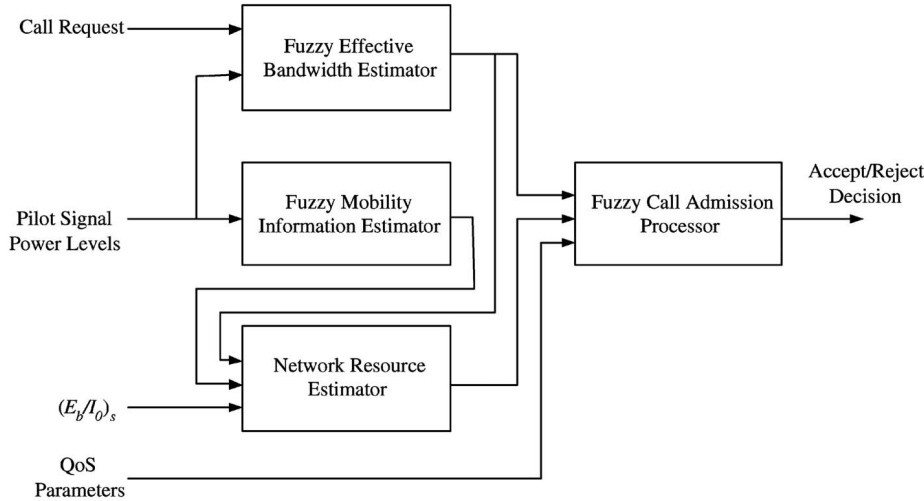 Call Request
Fuzzy Effective
Bandwidth Estimator
Pilot Signal
Power Levels
Fuzzy Mobility
Information Estimator
Fuzzy Call Admission
Processor
Accept/Reject
Decision
Network Resource
Estimator
(E_b/I_0)_s
QoS
Parameters